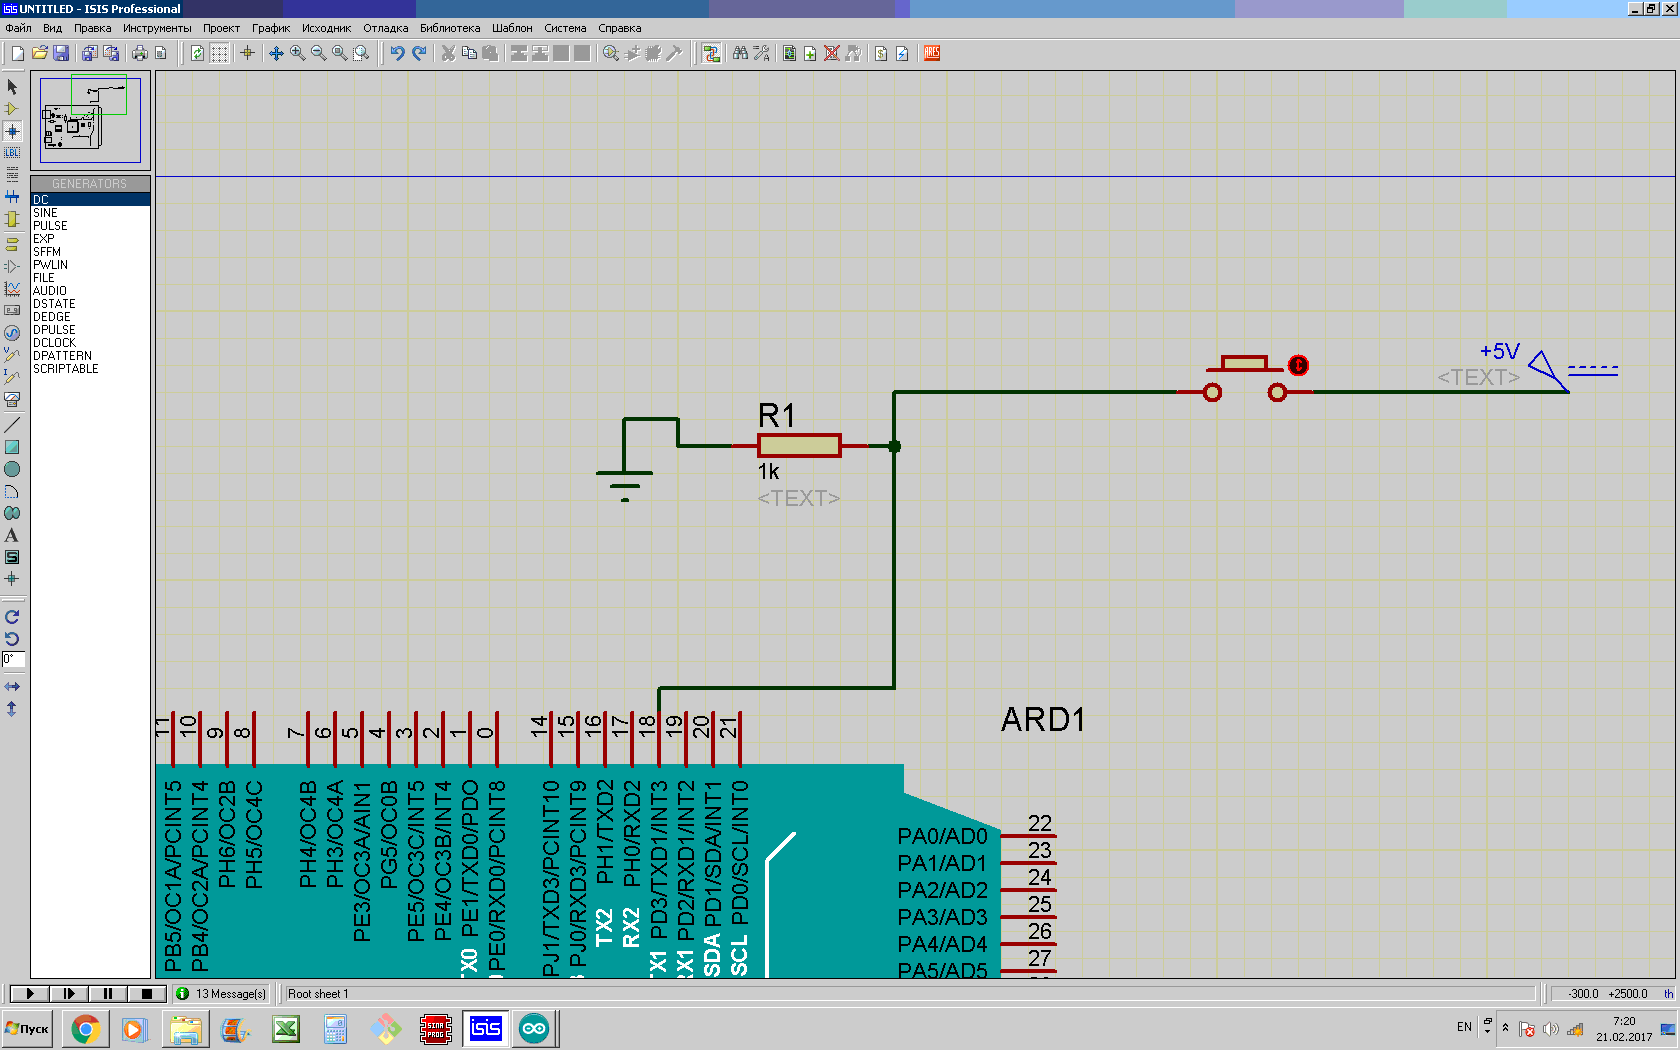 UNTITLED - ISIS Professional
Файл Вид Правка Инструменты Проект График Исходник Отладка Библиотека Шаблон Система Справка
ARES
LBL
GENERATORS
DC
SINE
PULSE
EXP
SFFM
PWLIN
FILE
AUDIO
DSTATE
DEDGE
DPULSE
DCLOCK
DPATTERN
SCRIPTABLE
A
S
0°
+5V
<TEXT>
R1
1k
<TEXT>
ARD1
11 10 9 8 7 6 5 4 3 2 1 0 14 15 16 17 18 19 20 21
PB5/OC1A/PCINT5
PB4/OC2A/PCINT4
PH6/OC2B
PH5/OC4C
PH4/OC4B
PH3/OC4A
PE3/OC3A/AIN1
PG5/OC0B
PE5/OC3C/INT5
PE4/OC3B/INT4
TX0 PE1/TXD0/PDO
PE0/RXD0/PCINT8
PJ1/TXD3/PCINT10
PJ0/RXD3/PCINT9
TX2 PH1/TXD2
RX2 PH0/RXD2
TX1 PD3/TXD1/INT3
RX1 PD2/RXD1/INT2
SDA PD1/SDA/INT1
SCL PD0/SCL/INT0
PA0/AD0 22
PA1/AD1 23
PA2/AD2 24
PA3/AD3 25
PA4/AD4 26
PA5/AD5 27
13 Message(s) Root sheet 1 -300.0 +2500.0 th
Пуск SINA PROG isis EN 7:20
21.02.2017